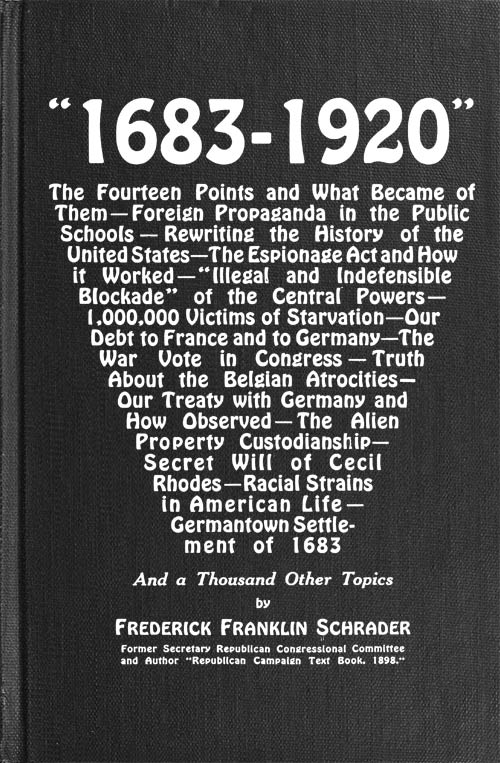 "1683-1920"
The Fourteen Points and What Became of
Them—Foreign Propaganda in the Public
Schools — Rewriting the History of the
United States—The Espionage Act and How
it Worked—"Illegal and Indefensible
Blockade" of the Central Powers—
1,000,000 Victims of Starvation—Our
Debt to France and to Germany—The
War Vote in Congress — Truth
About the Belgian Atrocities—
Our Treaty with Germany and
How Observed — The Alien
Property Custodianship—
Secret Will of Cecil
Rhodes—Racial Strains
in American Life—
Germantown Settle-
ment of 1683
And a Thousand Other Topics
by
FREDERICK FRANKLIN SCHRADER
Former Secretary Republican Congressional Committee
and Author "Republican Campaign Text Book, 1898."